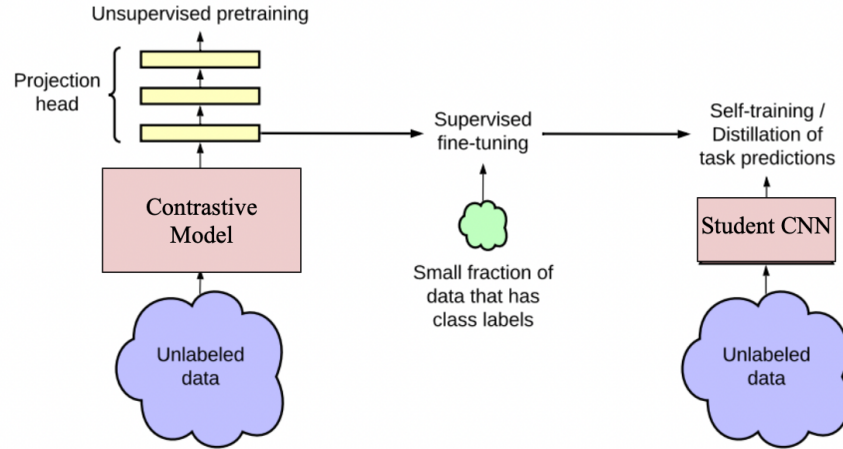 Unsupervised pretraining
Projection
head
Contrastive
Model
Unlabeled
data
Supervised
fine-tuning
Small fraction of
data that has
class labels
Self-training /
Distillation of
task predictions
Student CNN
Unlabeled
data